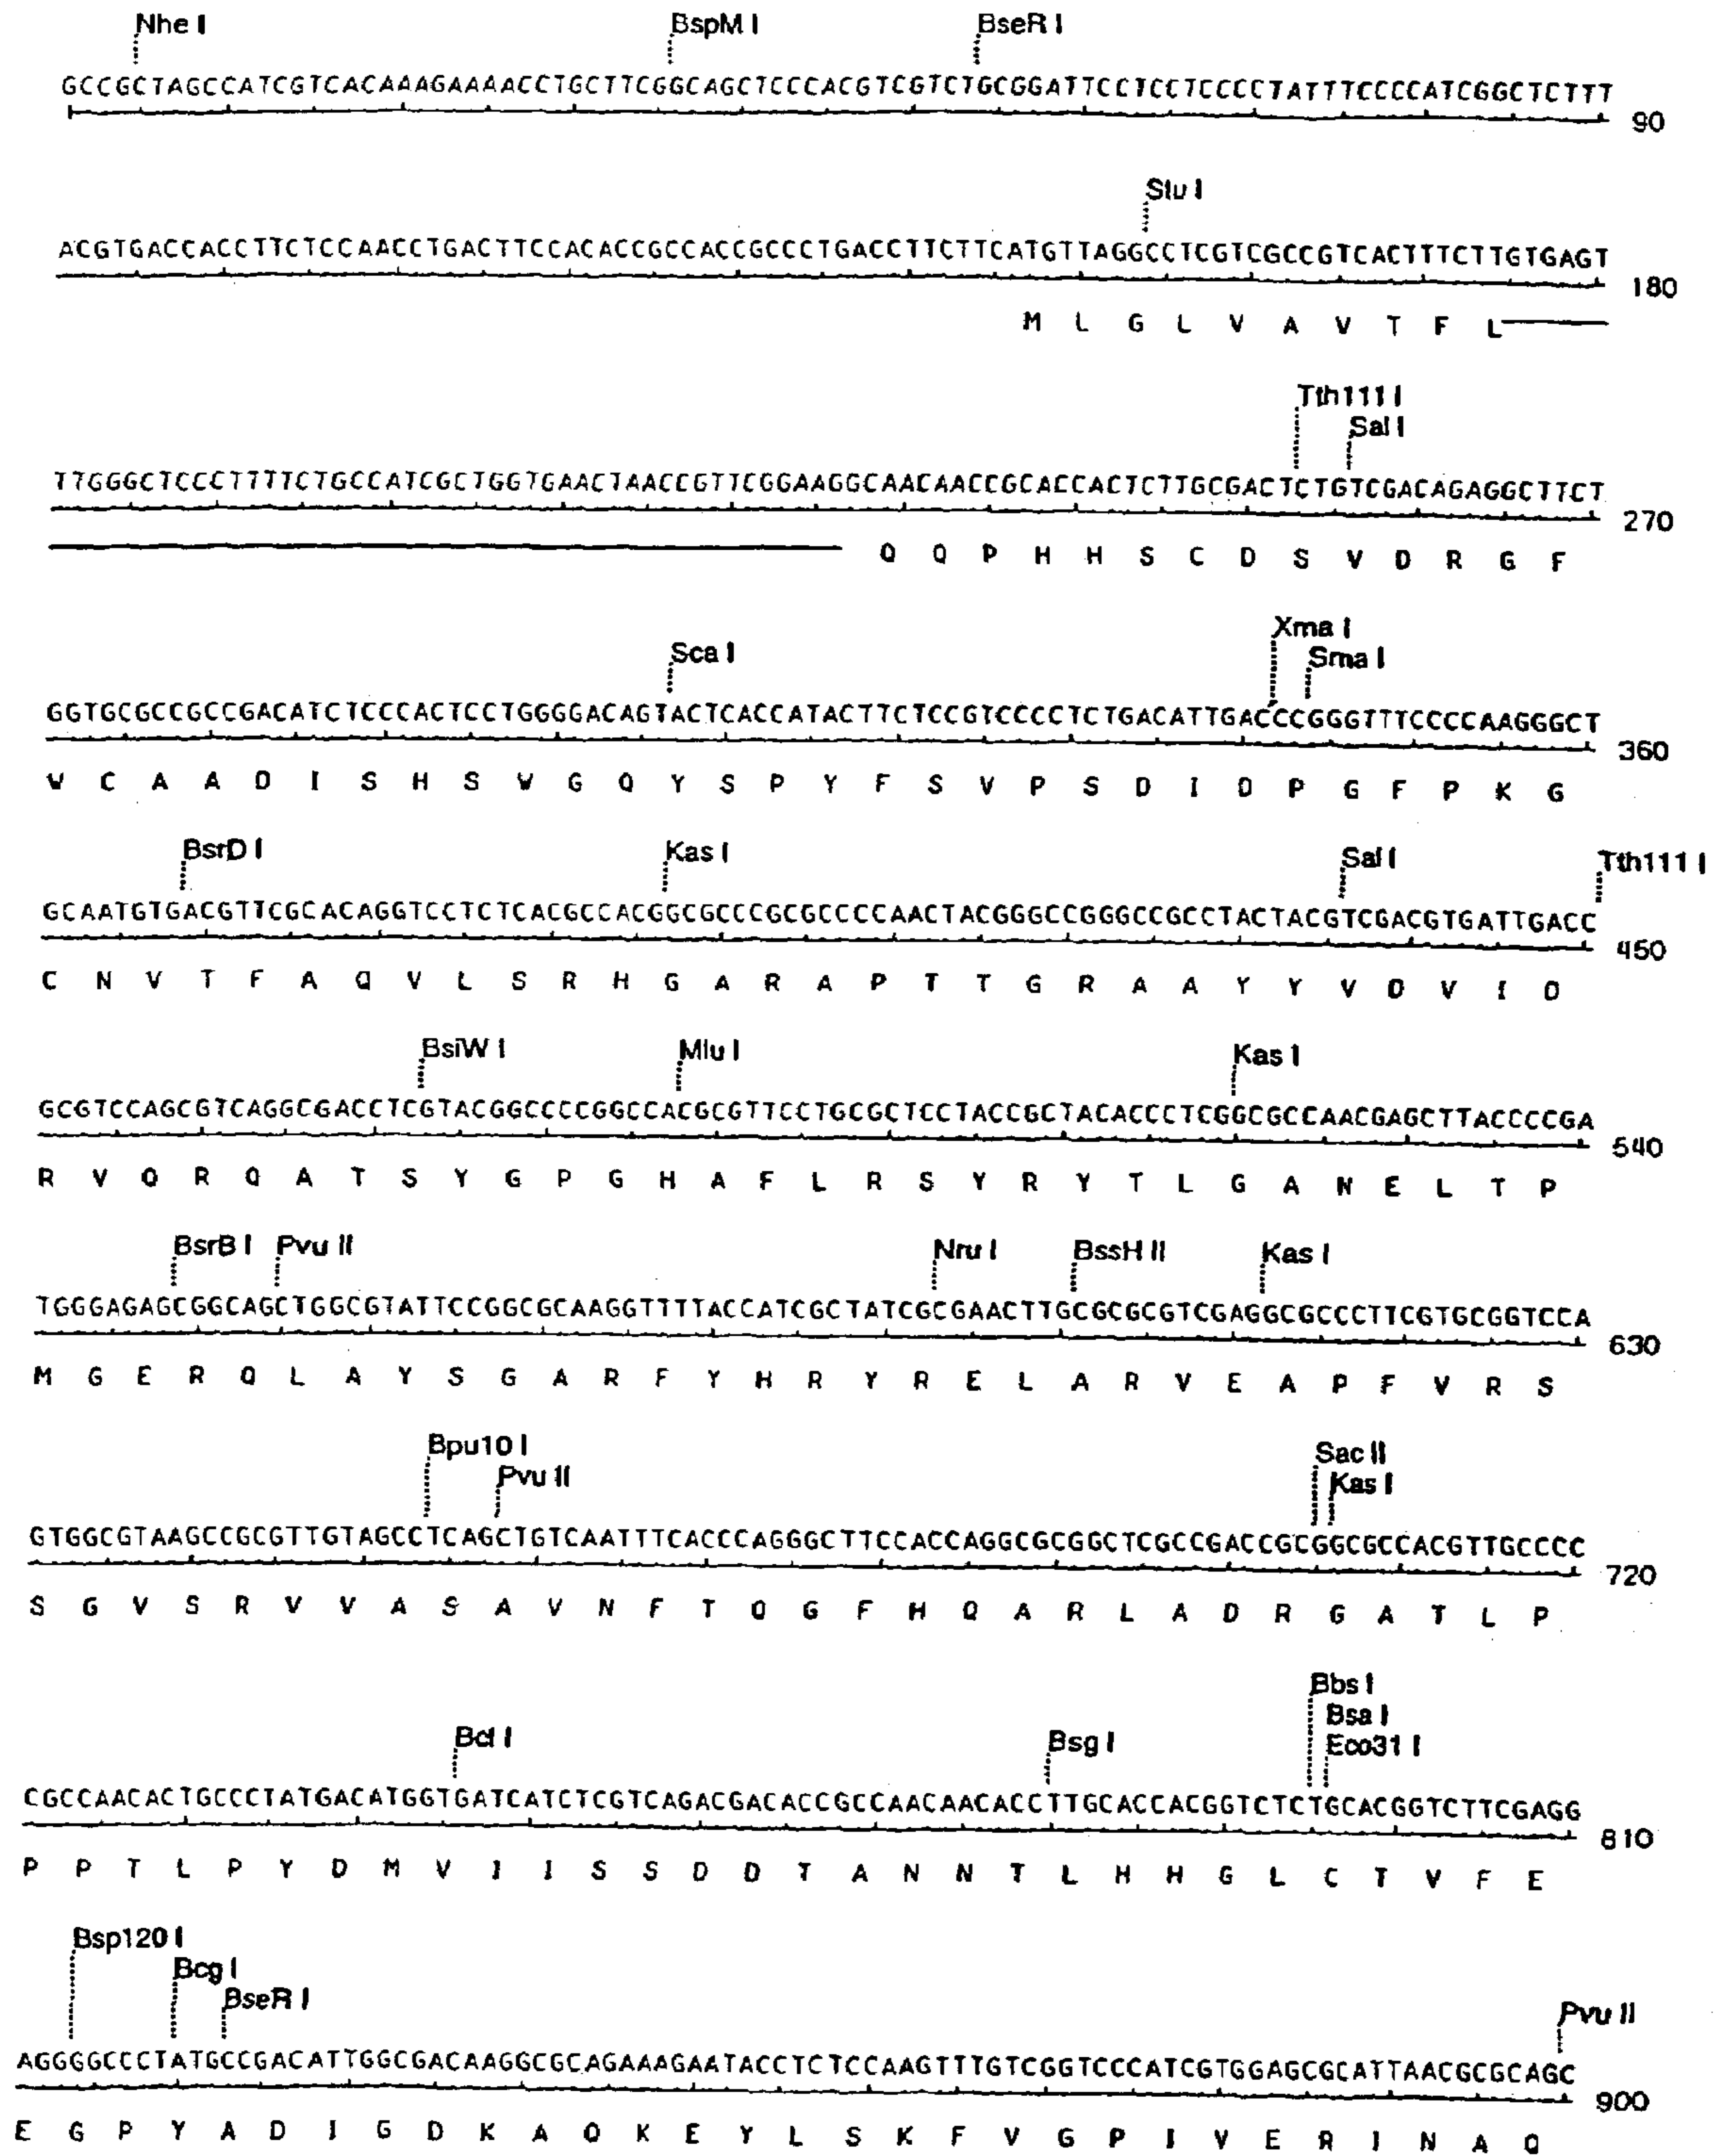 Nhe I BspM I BseR I
GCCGCTAGCCATCGTCACAAAGAAAACCTGCTTCGGCAGCTCCCACGTCGTCTGCGGATTCCTCCTCCCCTATTTCCCCATCGGCTCTTT
90
Stu I
ACGTGACCACCTTCTCCAACCTGACTTCCACACCGCCACCGCCCTGACCTTCTTCATGTTAGGCCTCGTCGCCGTCACTTTCTTGTGAGT
180
M L G L V A V T F L
Tth111 I
Sal I
TTGGGCTCCCTTTTCTGCCATCGCTGGTGAACTAACCGTTCGGAAGGCAACAACCGCACCACTCTTGCGACTCTGTCGACAGAGGCTTCT
270
Q Q P H H S C D S V D R G F
Xma I
Sca I Sma I
GGTGCGCCGCCGACATCTCCCACTCCTGGGGACAGTACTCACCATACTTCTCCGTCCCCTCTGACATTGACCCCGGGTTTCCCCAAGGGCT
360
W C A A D I S H S W G Q Y S P Y F S V P S D I D P G F P K G
BsrD I Kas I Sal I Tth111 I
GCAATGTGACGTTCGCACAGGTCCTCTCACGCCACGGCGCCCGCGCCCCAACTACGGGCCGGGCCGCCTACTACGTCGACGTGATTGACC
450
C N V T F A Q V L S R H G A R A P T T G R A A Y Y V D V I D
BsiW I Mlu I Kas I
GCGTCCAGCGTCAGGCGACCTCGTACGGCCCCGGCCACGCGTTCCTGCGCTCCTACCGCTACACCCTCGGCGCCAACGAGCTTACCCCGA
540
R V Q R Q A T S Y G P G H A F L R S Y R Y T L G A N E L T P
BsrB I Pvu II Nru I BssH II Kas I
TGGGAGAGCGGCAGCTGGCGTATTCCGGCGCAAGGTTTTACCATCGCTATCGCGAACTTGCGCGCGTCGAGGCGCCCTTCGTGCGGTCCA
630
M G E R Q L A Y S G A R F Y H R Y R E L A R V E A P F V R S
Bpu10 I Sac II
Pvu II Kas I
GTGGCGTAAGCCGCGTTGTAGCCTCAGCTGTCAATTTCACCCAGGGCTTCCACCAGGCGCGGCTCGCCGACCGCGGCGCCACGTTGCCCC
720
S G V S R V V A S A V N F T Q G F H Q A R L A D R G A T L P
Bbs I
Bsa I
Bcl I Bsg I Eco31 I
CGCCAACACTGCCCTATGACATGGTGATCATCTCGTCAGACGACACCGCCAACAACACCTTGCACCACGGTCTCTGCACGGTCTTCGAGG
810
P P T L P Y D M V I I S S D D T A N N T L H H G L C T V F E
Bsp120 I
Bcg I
BseR I Pvu II
AGGGGCCCTATGCCGACATTGGCGACAAGGCGCAGAAAGAATACCTCTCCAAGTTTGTCGGTCCCATCGTGGAGCGCATTAACGCGCAGC
900
E G P Y A D I G D K A Q K E Y L S K F V G P I V E R I N A Q